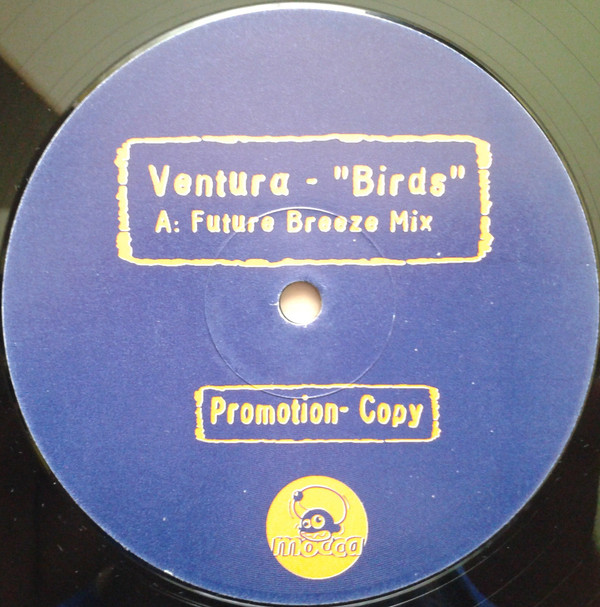 Ventura - "Birds"
A: Future Breeze Mix
Promotion- Copy
mocca